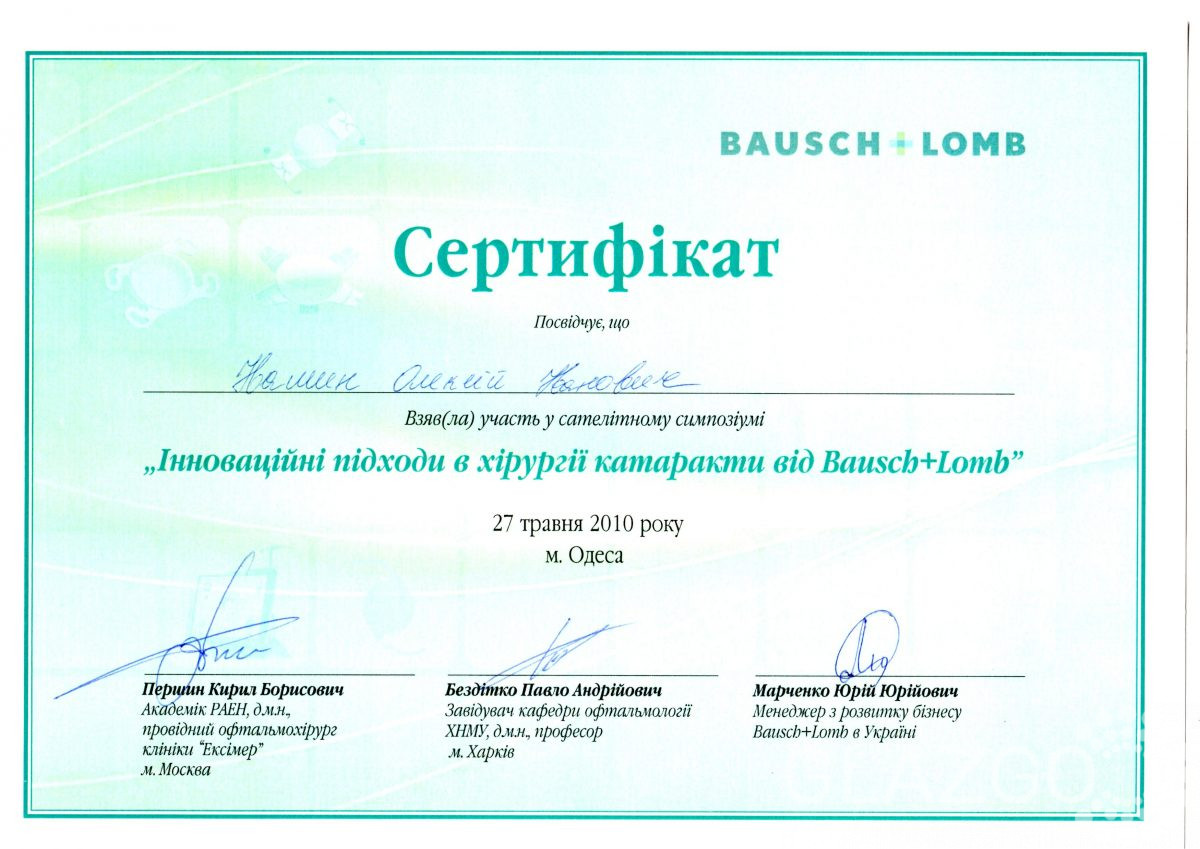 BAUSCH + LOMB
Сертифікат
Посвідчує, що
Олексій Іванович
Взяв(ла) участь у сателітному симпозіумі
„Інноваційні підходи в хірургії катаракти від Bausch+Lomb”
27 травня 2010 року
м. Одеса
Першин Кирил Борисович
Академік РАЕН, д.м.н.,
провідний офтальмохірург
клініки “Ексімер”
м. Москва
Бездітко Павло Андрійович
Завідувач кафедри офтальмології
ХНМУ, д.м.н., професор
м. Харків
Марченко Юрій Юрійович
Менеджер з розвитку бізнесу
Bausch+Lomb в Україні